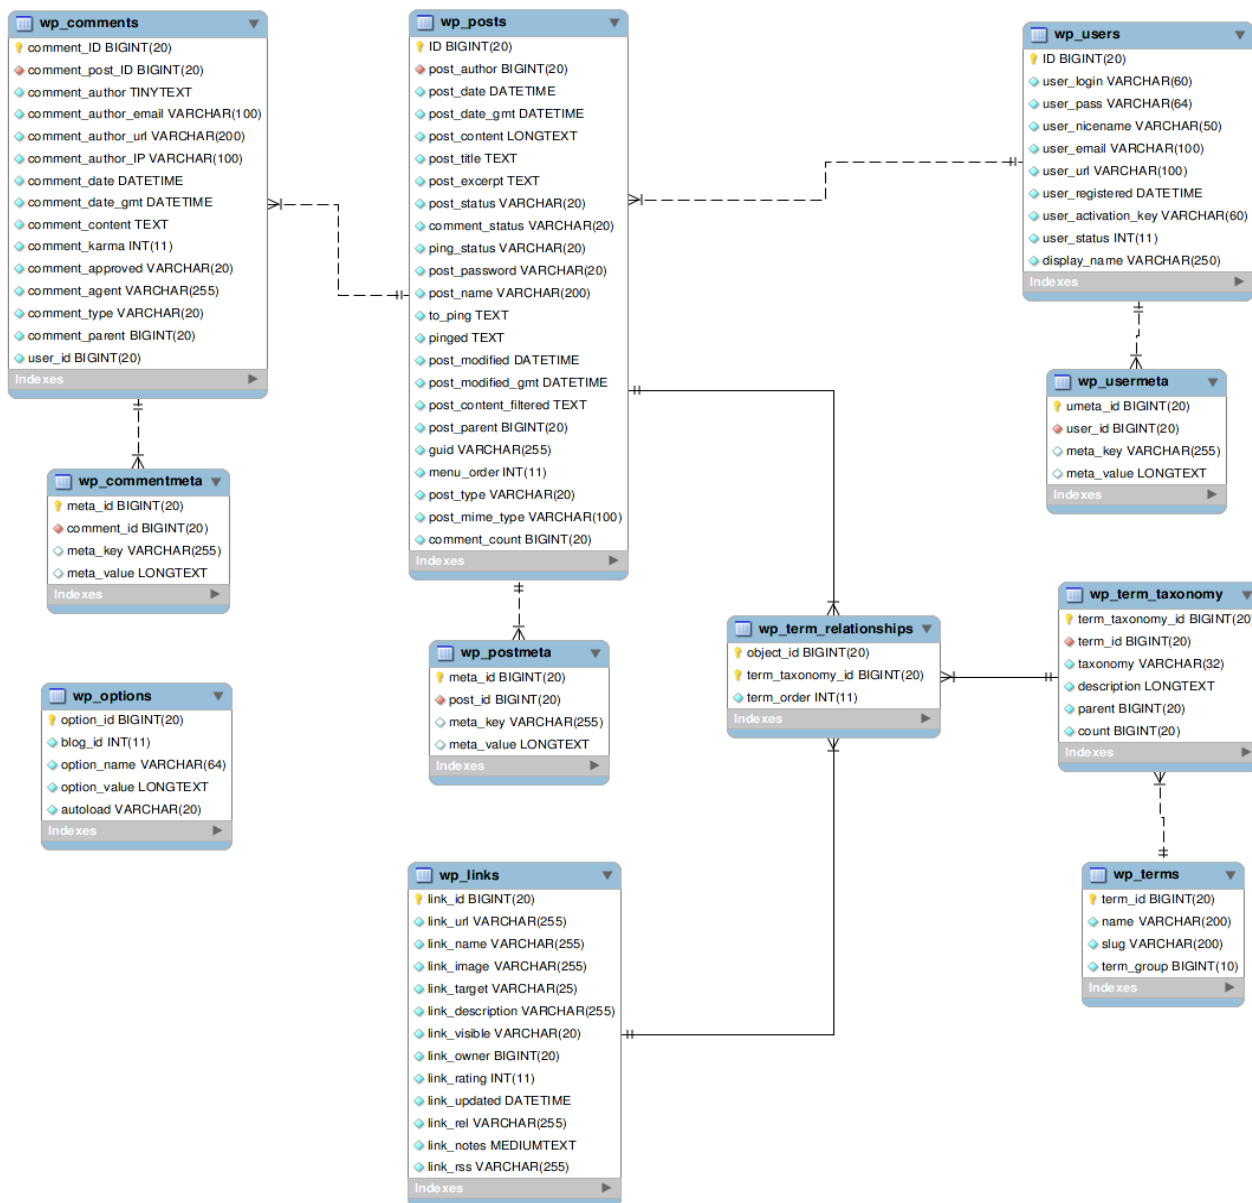 wp_comments
comment_ID BIGINT(20)
comment_post_ID BIGINT(20)
comment_author TINYTEXT
comment_author_email VARCHAR(100)
comment_author_url VARCHAR(200)
comment_author_IP VARCHAR(100)
comment_date DATETIME
comment_date_gmt DATETIME
comment_content TEXT
comment_karma INT(11)
comment_approved VARCHAR(20)
comment_agent VARCHAR(255)
comment_type VARCHAR(20)
comment_parent BIGINT(20)
user_id BIGINT(20)
Indexes
wp_commentmeta
meta_id BIGINT(20)
comment_id BIGINT(20)
meta_key VARCHAR(255)
meta_value LONGTEXT
Indexes
wp_options
option_id BIGINT(20)
blog_id INT(11)
option_name VARCHAR(64)
option_value LONGTEXT
autoload VARCHAR(20)
Indexes
wp_posts
ID BIGINT(20)
post_author BIGINT(20)
post_date DATETIME
post_date_gmt DATETIME
post_content LONGTEXT
post_title TEXT
post_excerpt TEXT
post_status VARCHAR(20)
comment_status VARCHAR(20)
ping_status VARCHAR(20)
post_password VARCHAR(20)
post_name VARCHAR(200)
to_ping TEXT
pinged TEXT
post_modified DATETIME
post_modified_gmt DATETIME
post_content_filtered TEXT
post_parent BIGINT(20)
guid VARCHAR(255)
menu_order INT(11)
post_type VARCHAR(20)
post_mime_type VARCHAR(100)
comment_count BIGINT(20)
Indexes
wp_postmeta
meta_id BIGINT(20)
post_id BIGINT(20)
meta_key VARCHAR(255)
meta_value LONGTEXT
Indexes
wp_links
link_id BIGINT(20)
link_url VARCHAR(255)
link_name VARCHAR(255)
link_image VARCHAR(255)
link_target VARCHAR(25)
link_description VARCHAR(255)
link_visible VARCHAR(20)
link_owner BIGINT(20)
link_rating INT(11)
link_updated DATETIME
link_rel VARCHAR(255)
link_notes MEDIUMTEXT
link_rss VARCHAR(255)
Indexes
wp_term_relationships
object_id BIGINT(20)
term_taxonomy_id BIGINT(20)
term_order INT(11)
Indexes
wp_users
ID BIGINT(20)
user_login VARCHAR(60)
user_pass VARCHAR(64)
user_nicename VARCHAR(50)
user_email VARCHAR(100)
user_url VARCHAR(100)
user_registered DATETIME
user_activation_key VARCHAR(60)
user_status INT(11)
display_name VARCHAR(250)
Indexes
wp_usermeta
umeta_id BIGINT(20)
user_id BIGINT(20)
meta_key VARCHAR(255)
meta_value LONGTEXT
Indexes
wp_term_taxonomy
term_taxonomy_id BIGINT(20)
term_id BIGINT(20)
taxonomy VARCHAR(32)
description LONGTEXT
parent BIGINT(20)
count BIGINT(20)
Indexes
wp_terms
term_id BIGINT(20)
name VARCHAR(200)
slug VARCHAR(200)
term_group BIGINT(10)
Indexes